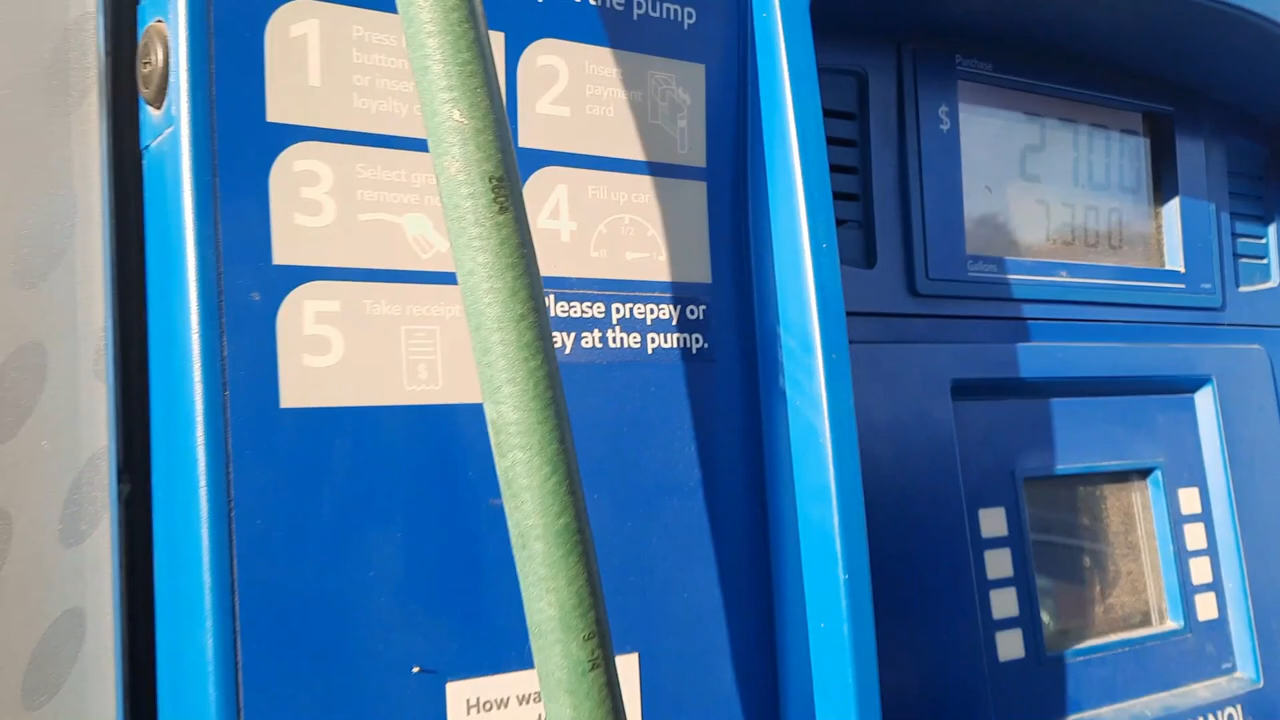 the pump
1
Press
button
or inser
loyalty c
2
Insert
payment
card
3
Select gra
remove no
4
Fill up car
1/2
5
Take receipt
$
Please prepay or
ay at the pump.
How wa
Purchase
$
27.00
7.300
Gallons